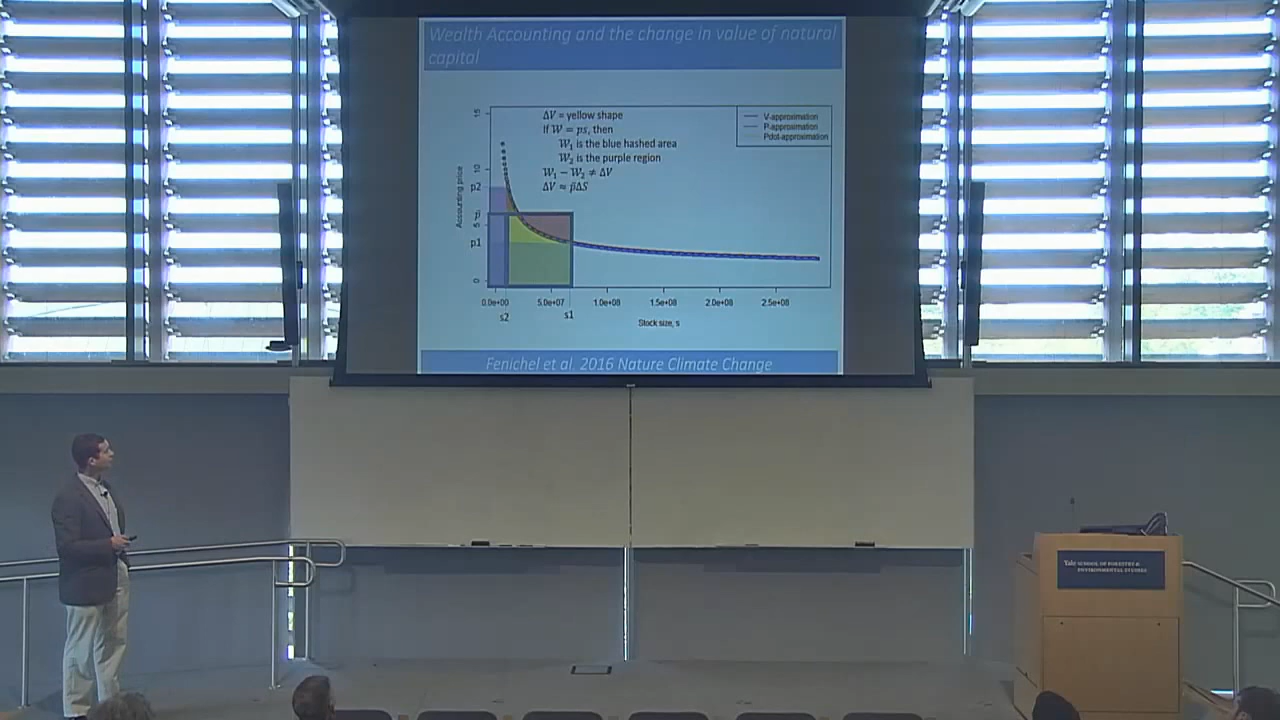 Wealth Accounting and the change in value of natural
capital
ΔV = yellow shape
If W = ps, then
W₁ is the blue hashed area
W₂ is the purple region
W₁ − W₂ ≠ ΔV
ΔV ≈ p̄ΔS
V-approximation
P-approximation
Pdot-approximation
Accounting price
15
10
p2
p̄
5
p1
0
0.0e+00
5.0e+07
1.0e+08
1.5e+08
2.0e+08
2.5e+08
s2
s1
Stock size, s
Fenichel et al. 2016 Nature Climate Change
Yale SCHOOL OF FORESTRY &
ENVIRONMENTAL STUDIES